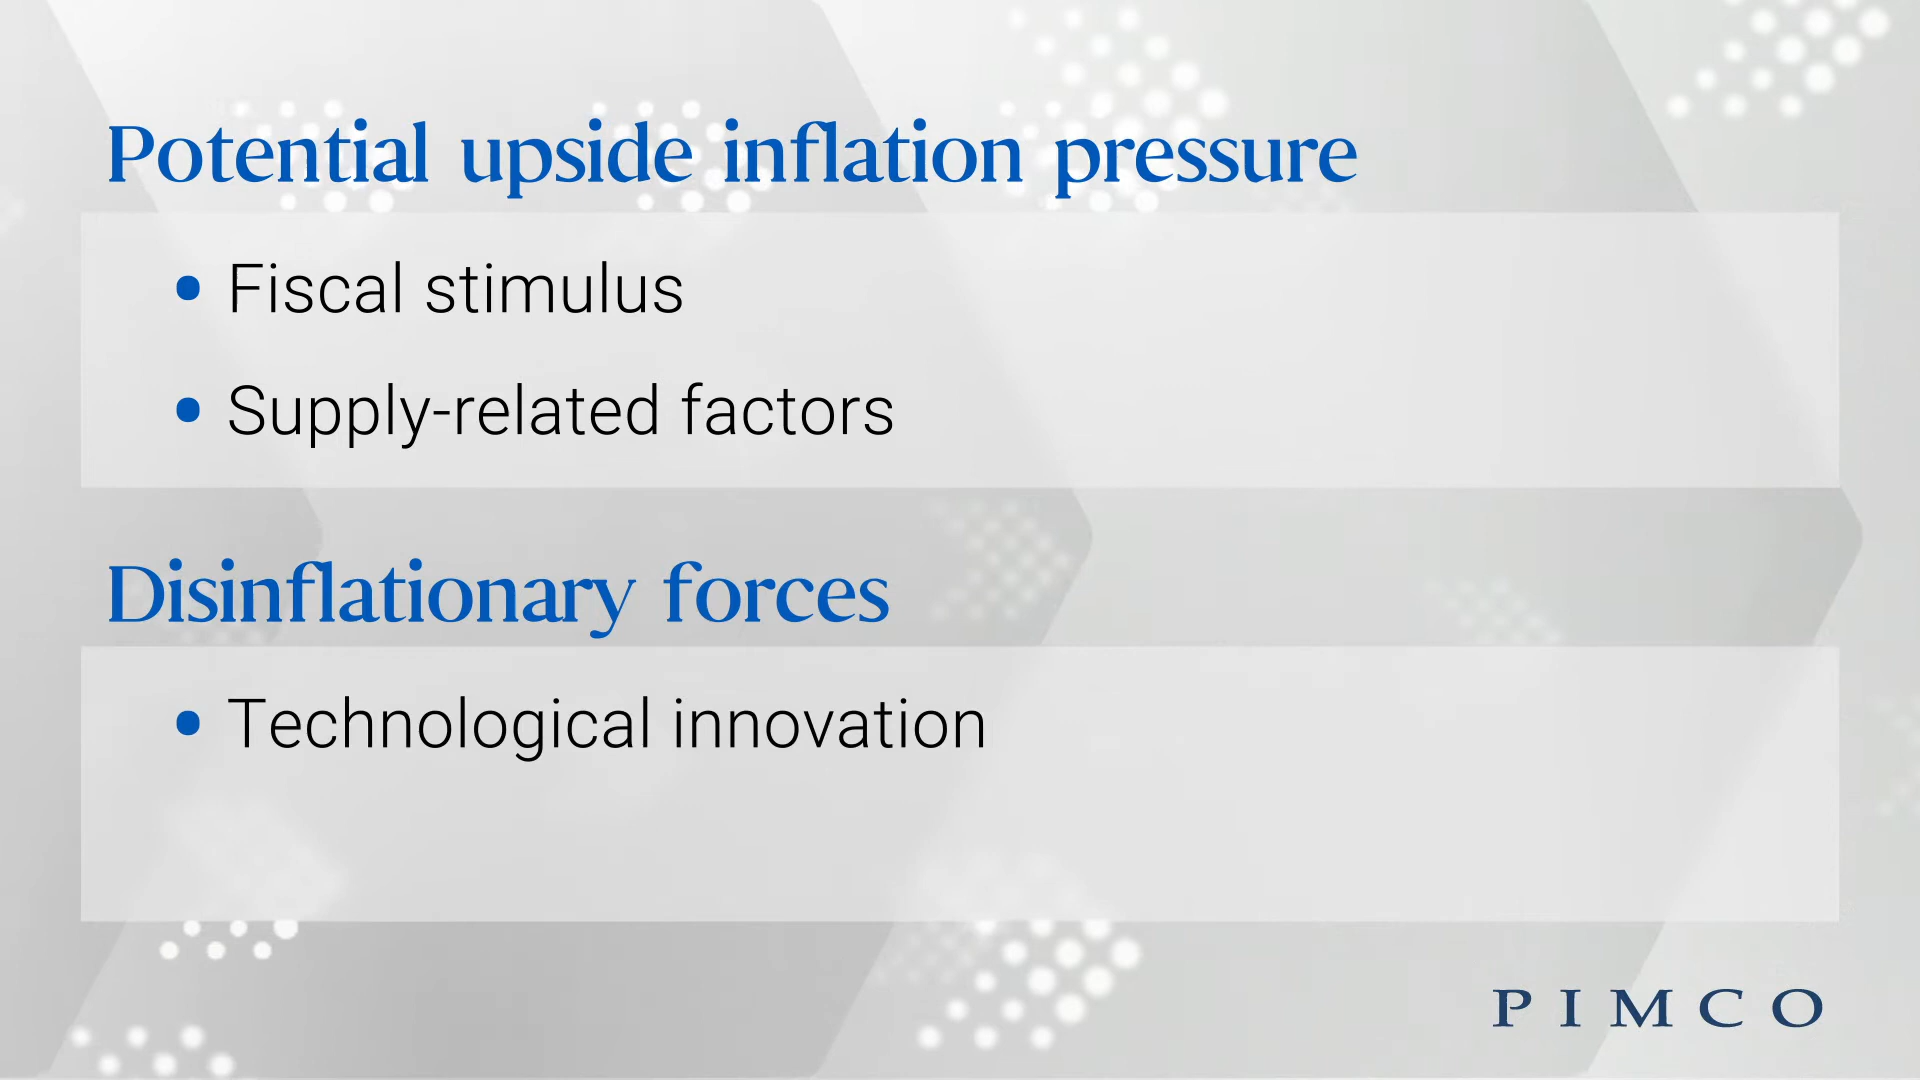 Potential upside inflation pressure
• Fiscal stimulus
• Supply-related factors
Disinflationary forces
• Technological innovation
PIMCO